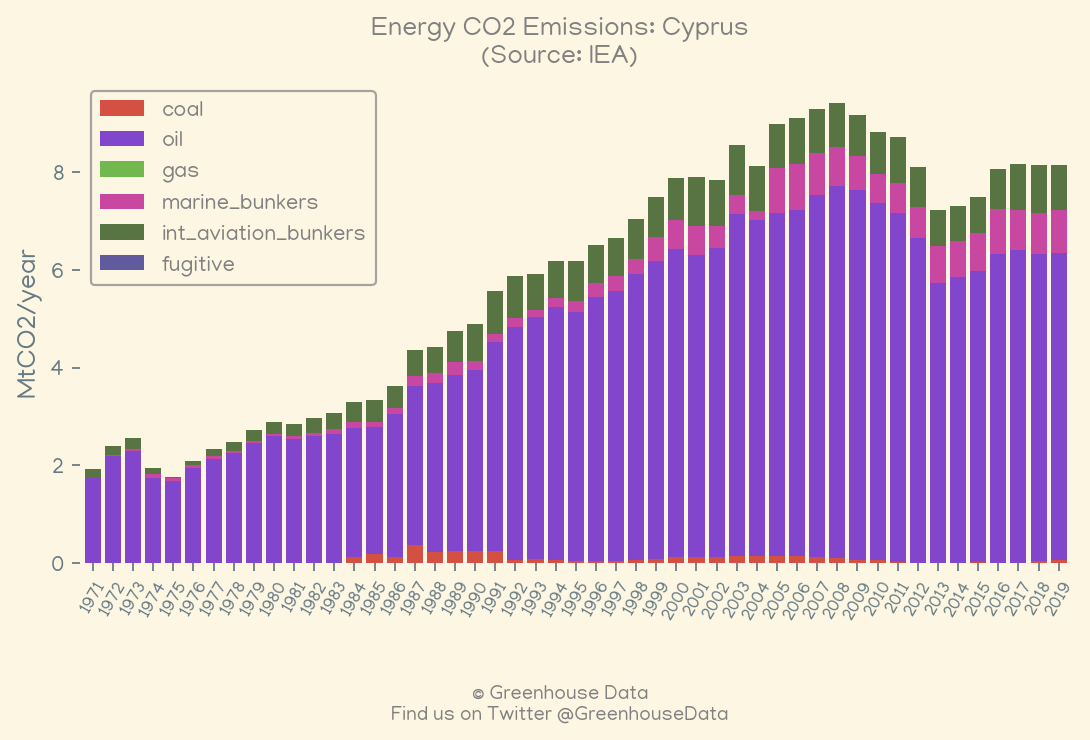 Energy CO2 Emissions: Cyprus
(Source: IEA)
coal
oil
gas
marine_bunkers
int_aviation_bunkers
fugitive
MtCO2/year
8
6
4
2
0
1971 1972 1973 1974 1975 1976 1977 1978 1979 1980 1981 1982 1983 1984 1985 1986 1987 1988 1989 1990 1991 1992 1993 1994 1995 1996 1997 1998 1999 2000 2001 2002 2003 2004 2005 2006 2007 2008 2009 2010 2011 2012 2013 2014 2015 2016 2017 2018 2019
© Greenhouse Data
Find us on Twitter @GreenhouseData